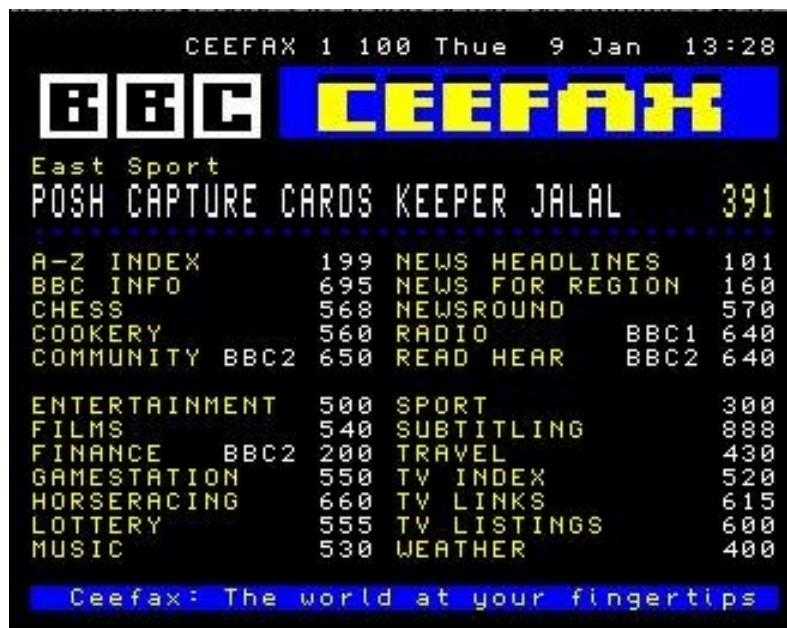 CEEFAX 1 100 Thue 9 Jan 13:28
BBC CEEFAX
East Sport
POSH CAPTURE CARDS KEEPER JALAL 391
A-Z INDEX 199 NEWS HEADLINES 101
BBC INFO 695 NEWS FOR REGION 160
CHESS 568 NEWSROUND 570
COOKERY 560 RADIO BBC1 640
COMMUNITY BBC2 650 READ HEAR BBC2 640
ENTERTAINMENT 500 SPORT 300
FILMS 540 SUBTITLING 888
FINANCE BBC2 200 TRAVEL 430
GAMESTATION 550 TV INDEX 520
HORSERACING 660 TV LINKS 615
LOTTERY 555 TV LISTINGS 600
MUSIC 530 WEATHER 400
Ceefax: The world at your fingertips